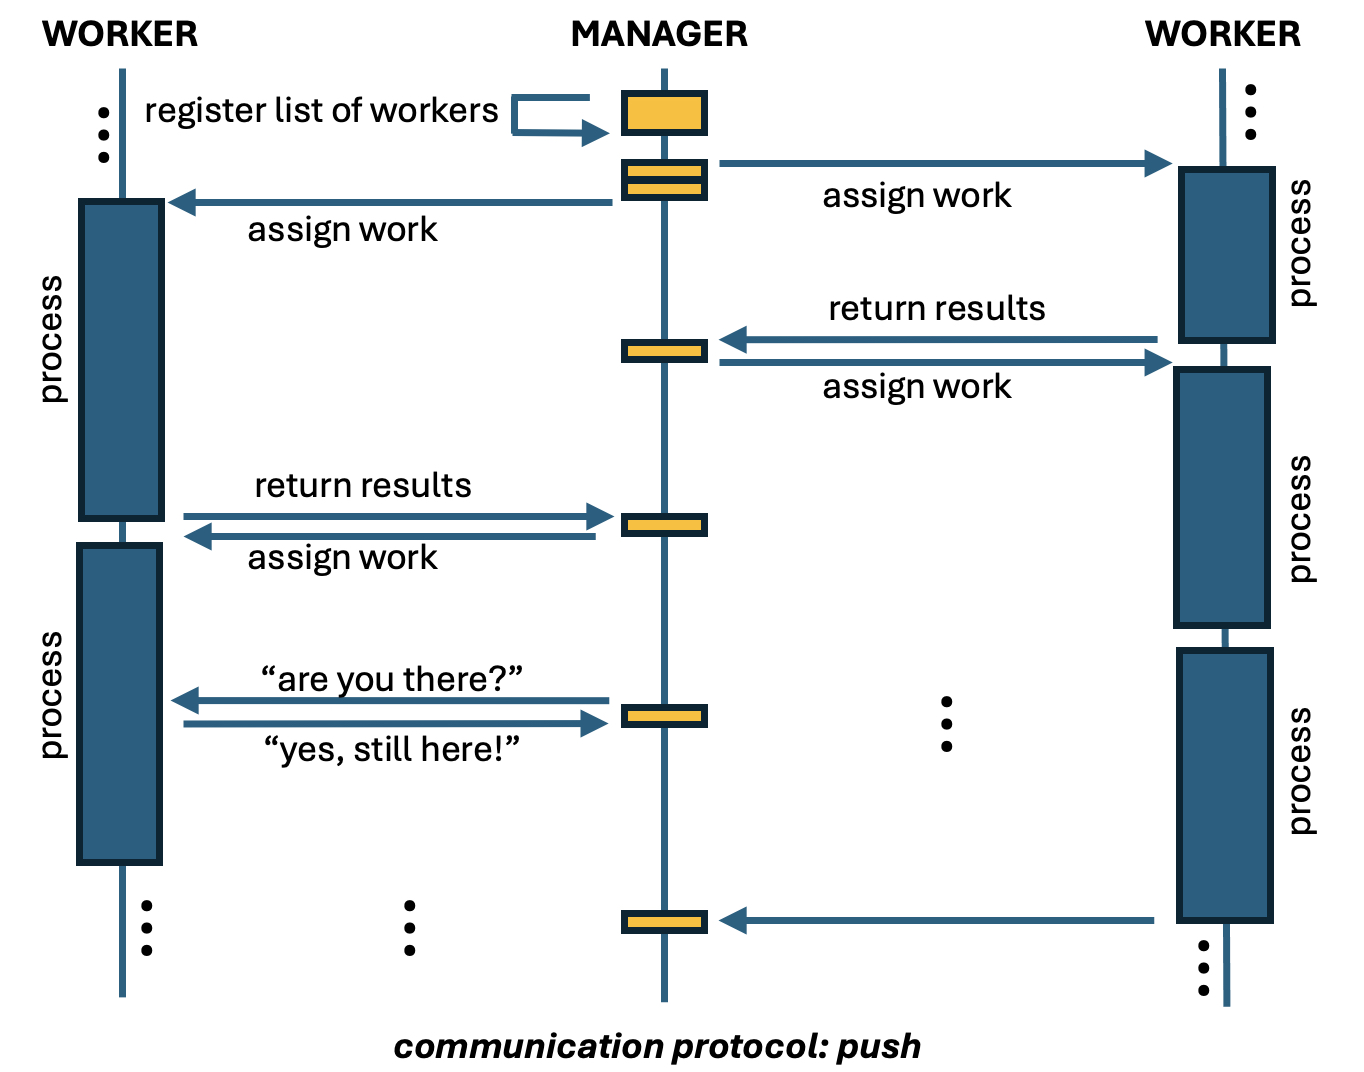 WORKER
MANAGER
WORKER
register list of workers
assign work
process
assign work
process
return results
assign work
return results
assign work
process
process
“are you there?”
“yes, still here!”
process
communication protocol: push